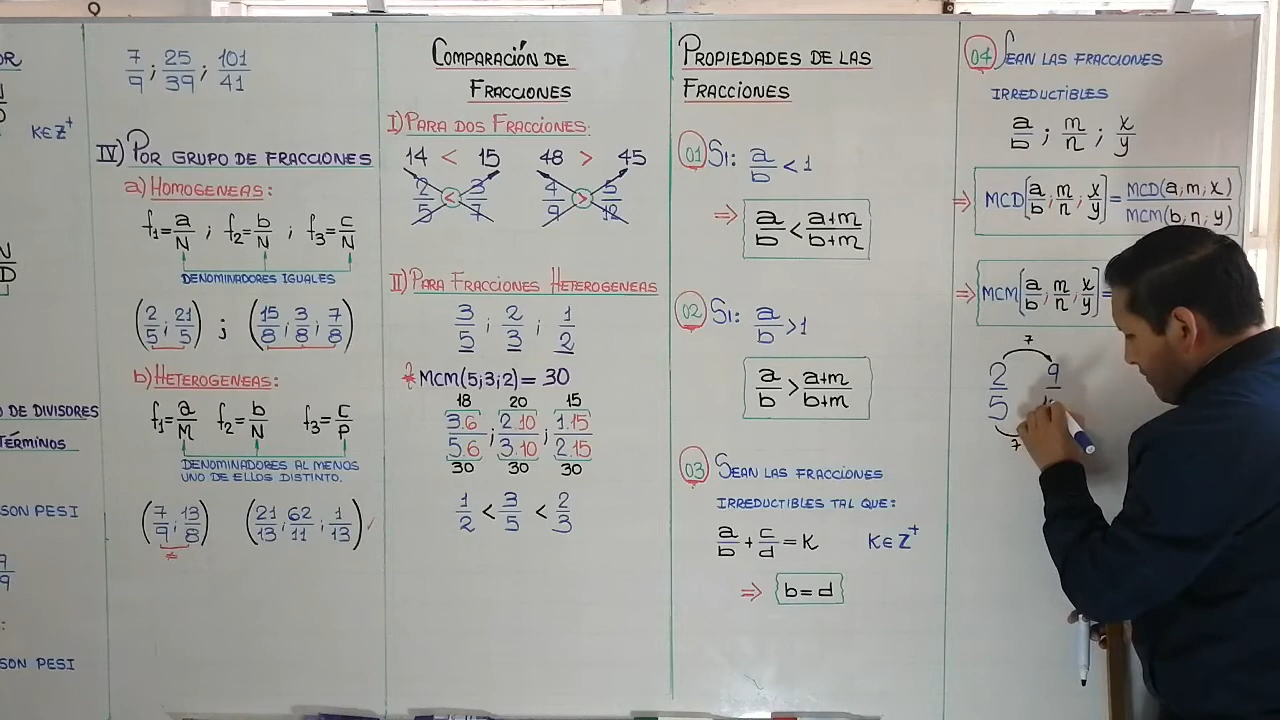 OR
N
D
K∈Z⁺
N
D
O DE DIVISORES
TÉRMINOS
SON PESI
9
9
:
SON PESI
7/9 ; 25/39 ; 101/41
IV) POR GRUPO DE FRACCIONES
a) HOMOGENEAS:
f₁=a/N ; f₂=b/N ; f₃=c/N
DENOMINADORES IGUALES
(2/5 ; 21/5) ; (15/8 ; 3/8 ; 7/8)
b) HETEROGENEAS:
f₁=a/M f₂=b/N f₃=c/P
DENOMINADORES AL MENOS
UNO DE ELLOS DISTINTO.
(7/9 ; 13/8) (21/13 ; 62/11 ; 1/13)
≠
COMPARACIÓN DE
FRACCIONES
I) PARA DOS FRACCIONES:
14 < 15 48 > 45
2/5 < 3/7 4/9 > 5/12
II) PARA FRACCIONES HETEROGENEAS
3/5 ; 2/3 ; 1/2
* MCM(5;3;2)= 30
18 20 15
3.6/5.6 ; 2.10/3.10 ; 1.15/2.15
30 30 30
1/2 < 3/5 < 2/3
PROPIEDADES DE LAS
FRACCIONES
01 Si: a/b < 1
⇒ a/b < a+m/b+m
02 Si: a/b > 1
⇒ a/b > a+m/b+m
03 SEAN LAS FRACCIONES
IRREDUCTIBLES TAL QUE:
a/b + c/d = K K∈Z⁺
⇒ b = d
04 SEAN LAS FRACCIONES
IRREDUCTIBLES
a/b ; m/n ; x/y
⇒ MCD[a/b ; m/n ; x/y] = MCD(a;m;x)/MCM(b;n;y)
⇒ MCM[a/b ; m/n ; x/y] =
7
2/5 9
7